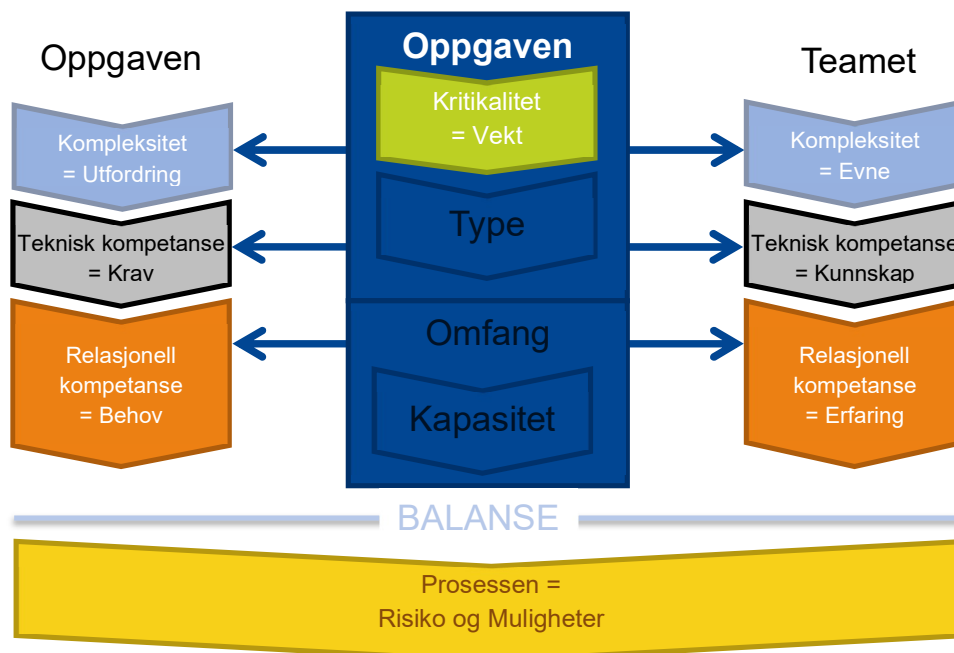 Oppgaven
Kompleksitet
= Utfordring
Teknisk kompetanse
= Krav
Relasjonell
kompetanse
= Behov
Oppgaven
Kritikalitet
= Vekt
Type
Omfang
Kapasitet
Teamet
Kompleksitet
= Evne
Teknisk kompetanse
= Kunnskap
Relasjonell
kompetanse
= Erfaring
BALANSE
Prosessen =
Risiko og Muligheter